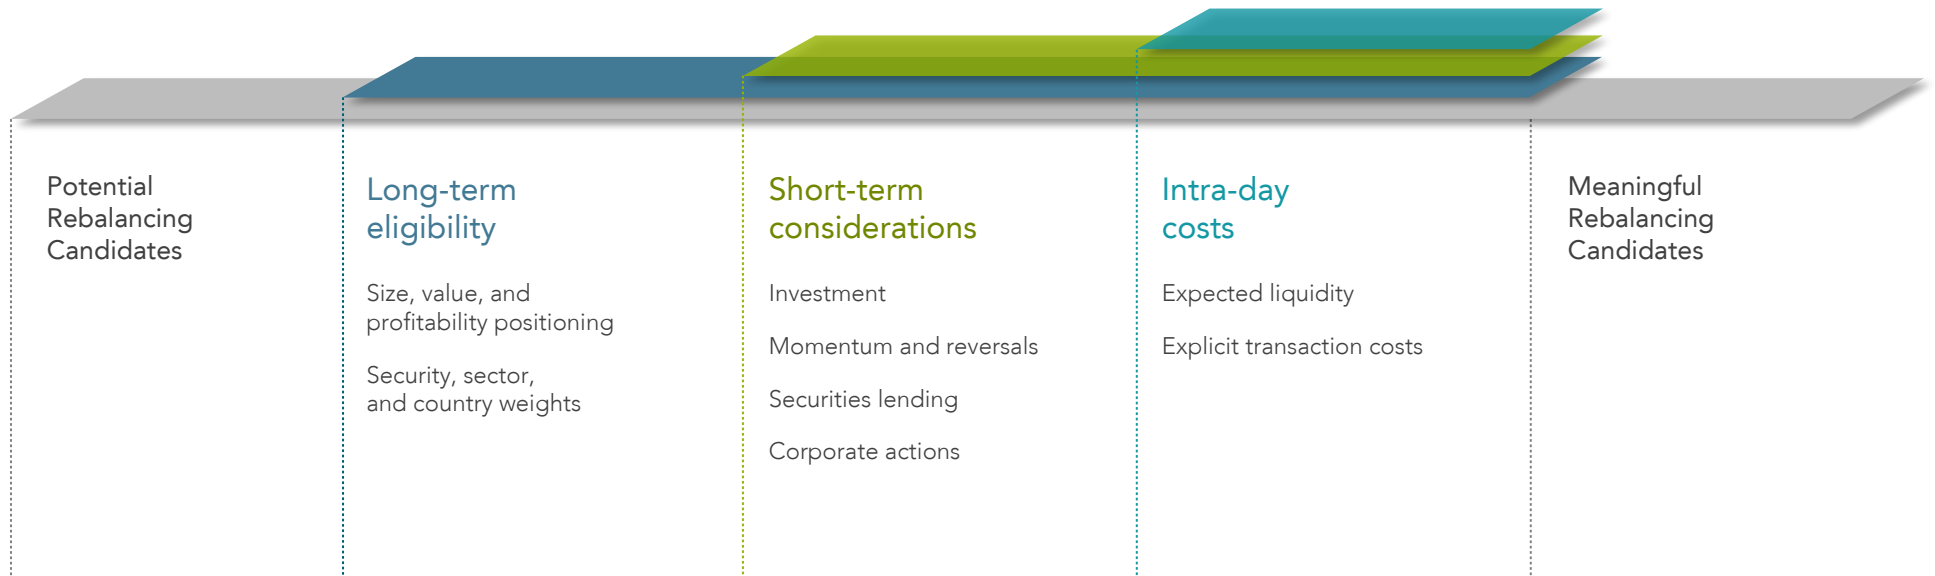 Potential
Rebalancing
Candidates
Long-term
eligibility
Size, value, and
profitability positioning
Security, sector,
and country weights
Short-term
considerations
Investment
Momentum and reversals
Securities lending
Corporate actions
Intra-day
costs
Expected liquidity
Explicit transaction costs
Meaningful
Rebalancing
Candidates